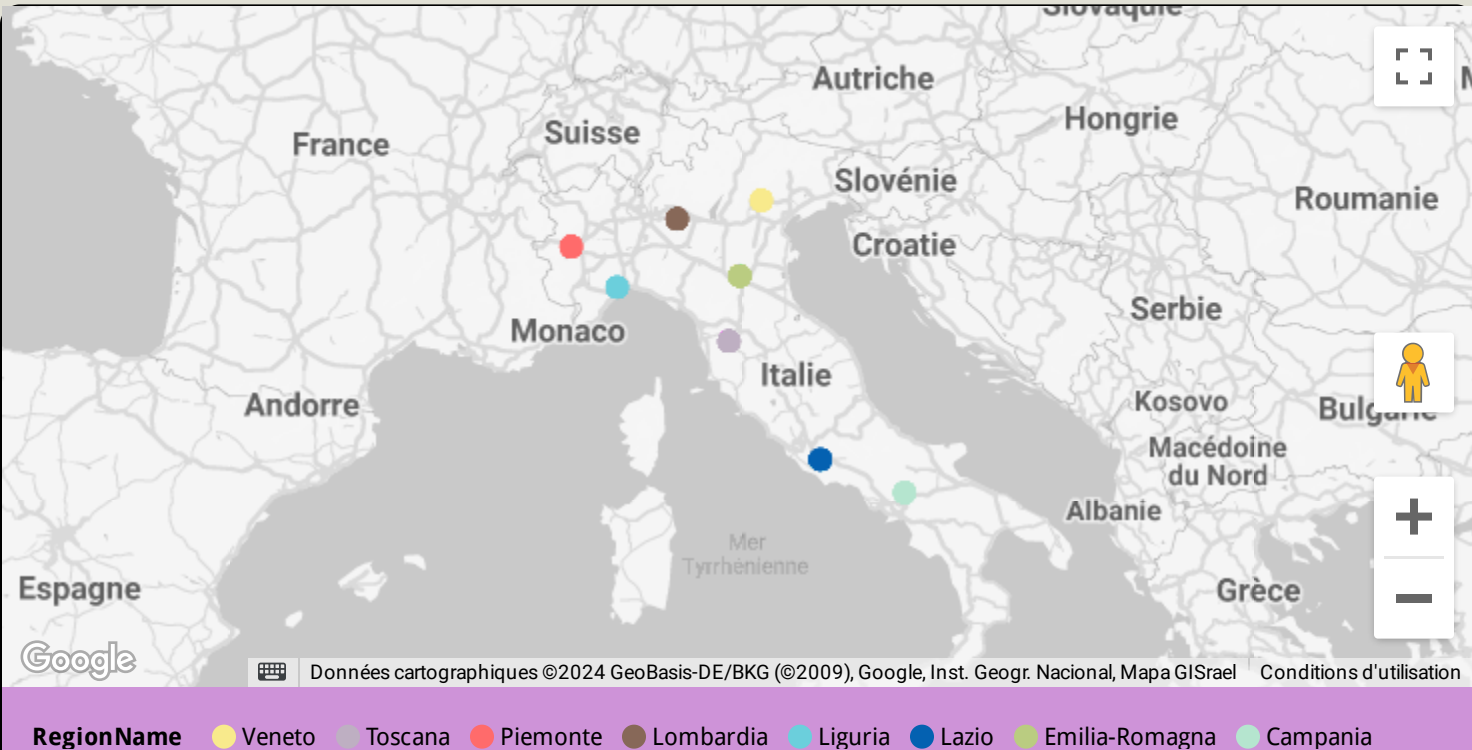 Slovaquie
Autriche
Hongrie
Suisse
France
Slovénie
Roumanie
Croatie
Serbie
Monaco
Italie
Kosovo
Andorre
Bulgarie
Macédoine
du Nord
Albanie
Mer
Tyrrhénienne
Espagne
Grèce
Google
Données cartographiques ©2024 GeoBasis-DE/BKG (©2009), Google, Inst. Geogr. Nacional, Mapa GISrael Conditions d'utilisation
RegionName Veneto Toscana Piemonte Lombardia Liguria Lazio Emilia-Romagna Campania